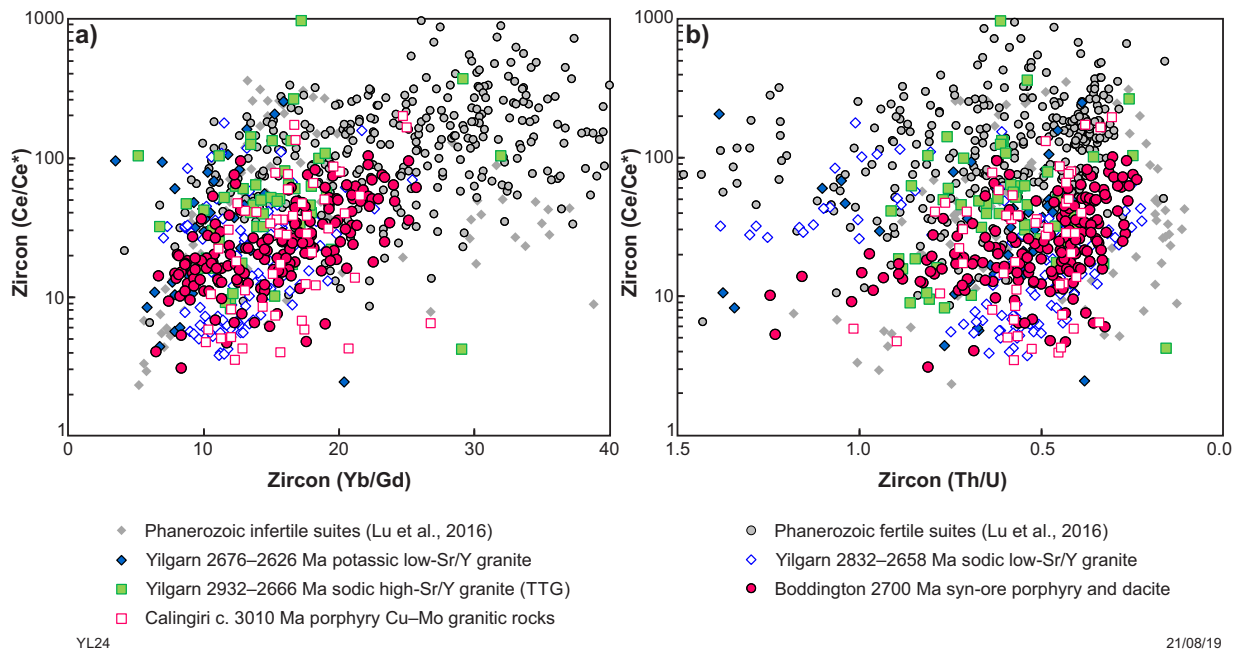 a)
1000
100
10
1
Zircon (Ce/Ce*)
0
10
20
30
40
Zircon (Yb/Gd)
b)
1000
100
10
1
Zircon (Ce/Ce*)
1.5
1.0
0.5
0.0
Zircon (Th/U)
Phanerozoic infertile suites (Lu et al., 2016)
Yilgarn 2676–2626 Ma potassic low-Sr/Y granite
Yilgarn 2932–2666 Ma sodic high-Sr/Y granite (TTG)
Calingiri c. 3010 Ma porphyry Cu–Mo granitic rocks
Phanerozoic fertile suites (Lu et al., 2016)
Yilgarn 2832–2658 Ma sodic low-Sr/Y granite
Boddington 2700 Ma syn-ore porphyry and dacite
YL24
21/08/19